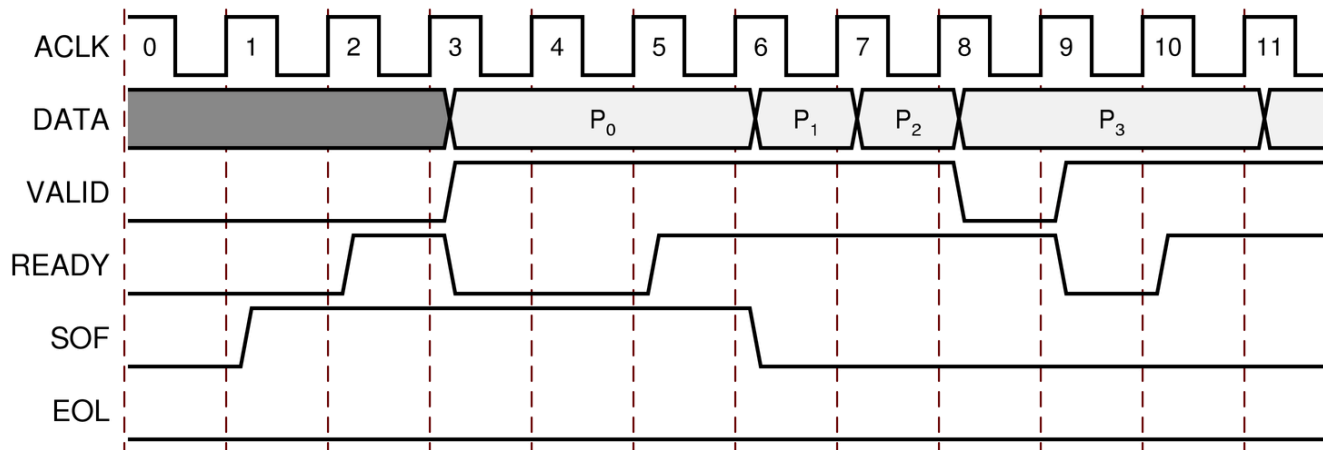 ACLK 0 1 2 3 4 5 6 7 8 9 10 11
DATA P₀ P₁ P₂ P₃
VALID
READY
SOF
EOL